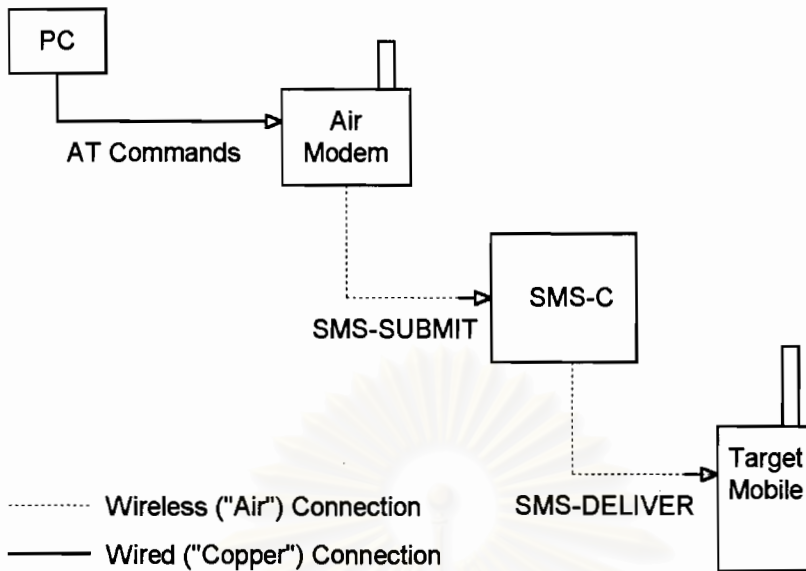 PC
AT Commands
Air
Modem
SMS-SUBMIT
SMS-C
SMS-DELIVER
Target
Mobile
Wireless ("Air") Connection
Wired ("Copper") Connection